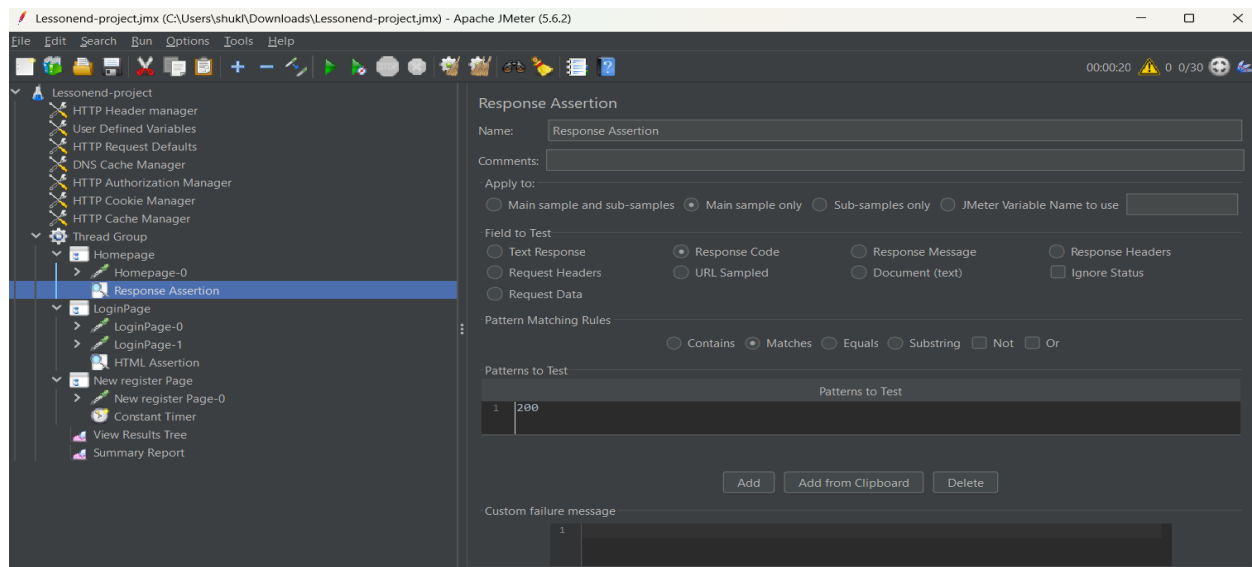 Lessonend-project.jmx (C:\Users\shukl\Downloads\Lessonend-project.jmx) - Apache JMeter (5.6.2)
File Edit Search Run Options Tools Help
00:00:20 0 0/30
Lessonend-project
HTTP Header manager
User Defined Variables
HTTP Request Defaults
DNS Cache Manager
HTTP Authorization Manager
HTTP Cookie Manager
HTTP Cache Manager
Thread Group
Homepage
Homepage-0
Response Assertion
LoginPage
LoginPage-0
LoginPage-1
HTML Assertion
New register Page
New register Page-0
Constant Timer
View Results Tree
Summary Report
Response Assertion
Name: Response Assertion
Comments:
Apply to:
Main sample and sub-samples Main sample only Sub-samples only JMeter Variable Name to use
Field to Test
Text Response Response Code Response Message Response Headers
Request Headers URL Sampled Document (text) Ignore Status
Request Data
Pattern Matching Rules
Contains Matches Equals Substring Not Or
Patterns to Test
Patterns to Test
1 200
Add Add from Clipboard Delete
Custom failure message
1